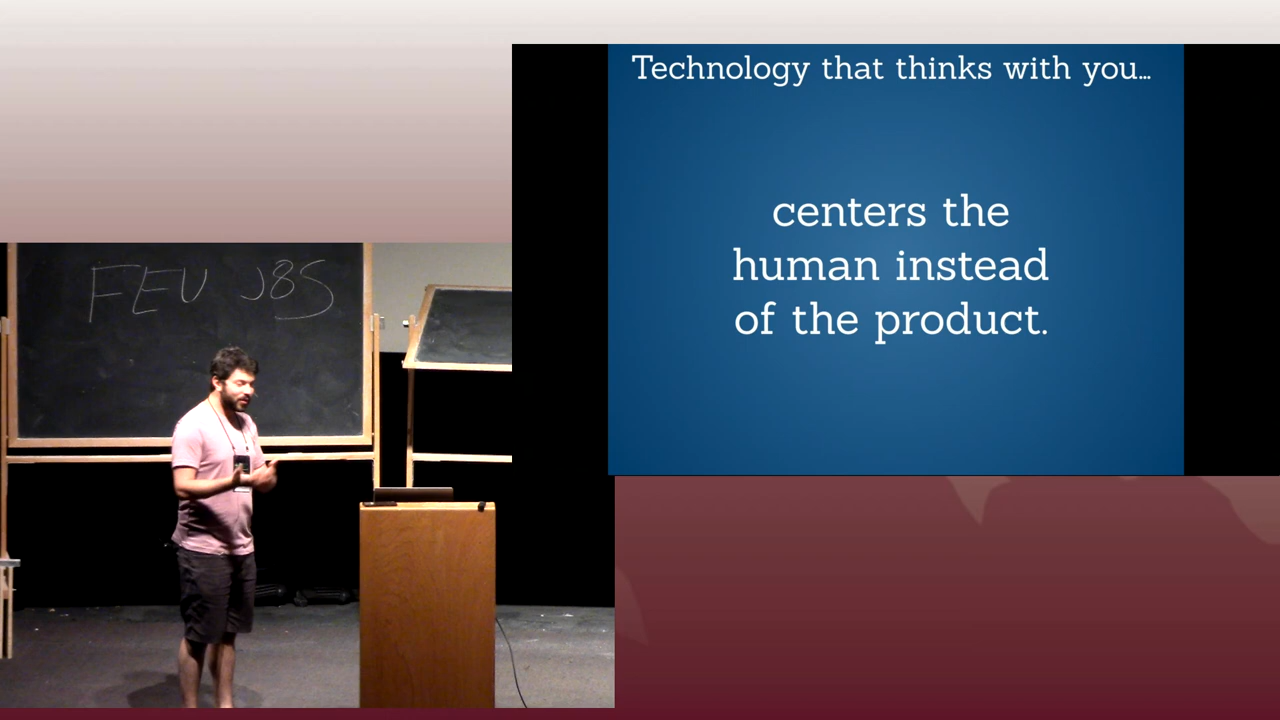 Technology that thinks with you…
centers the
human instead
of the product.
FEU J8S